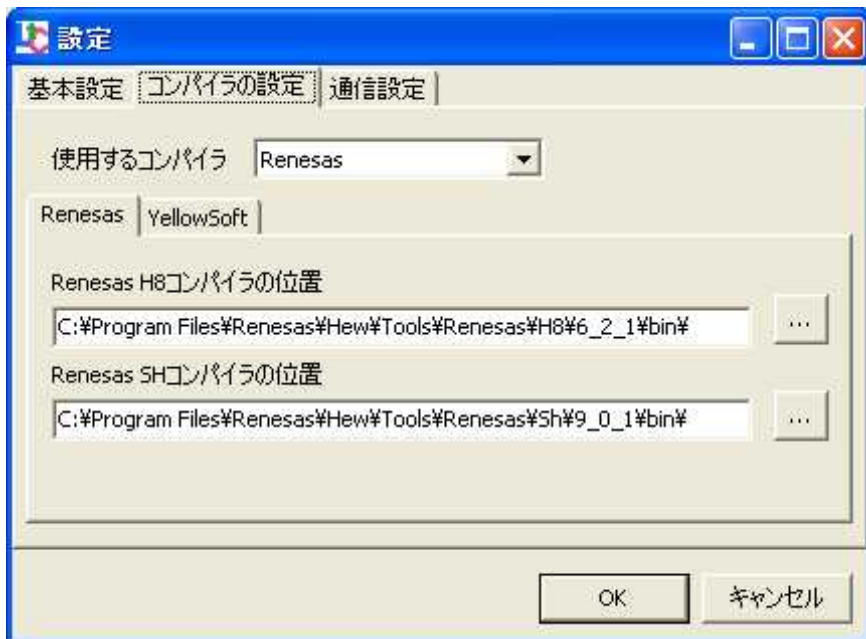 設定
基本設定 コンパイラの設定 通信設定
使用するコンパイラ Renesas
Renesas YellowSoft
Renesas H8コンパイラの位置
C:¥Program Files¥Renesas¥Hew¥Tools¥Renesas¥H8¥6_2_1¥bin¥ ...
Renesas SHコンパイラの位置
C:¥Program Files¥Renesas¥Hew¥Tools¥Renesas¥Sh¥9_0_1¥bin¥ ...
OK キャンセル